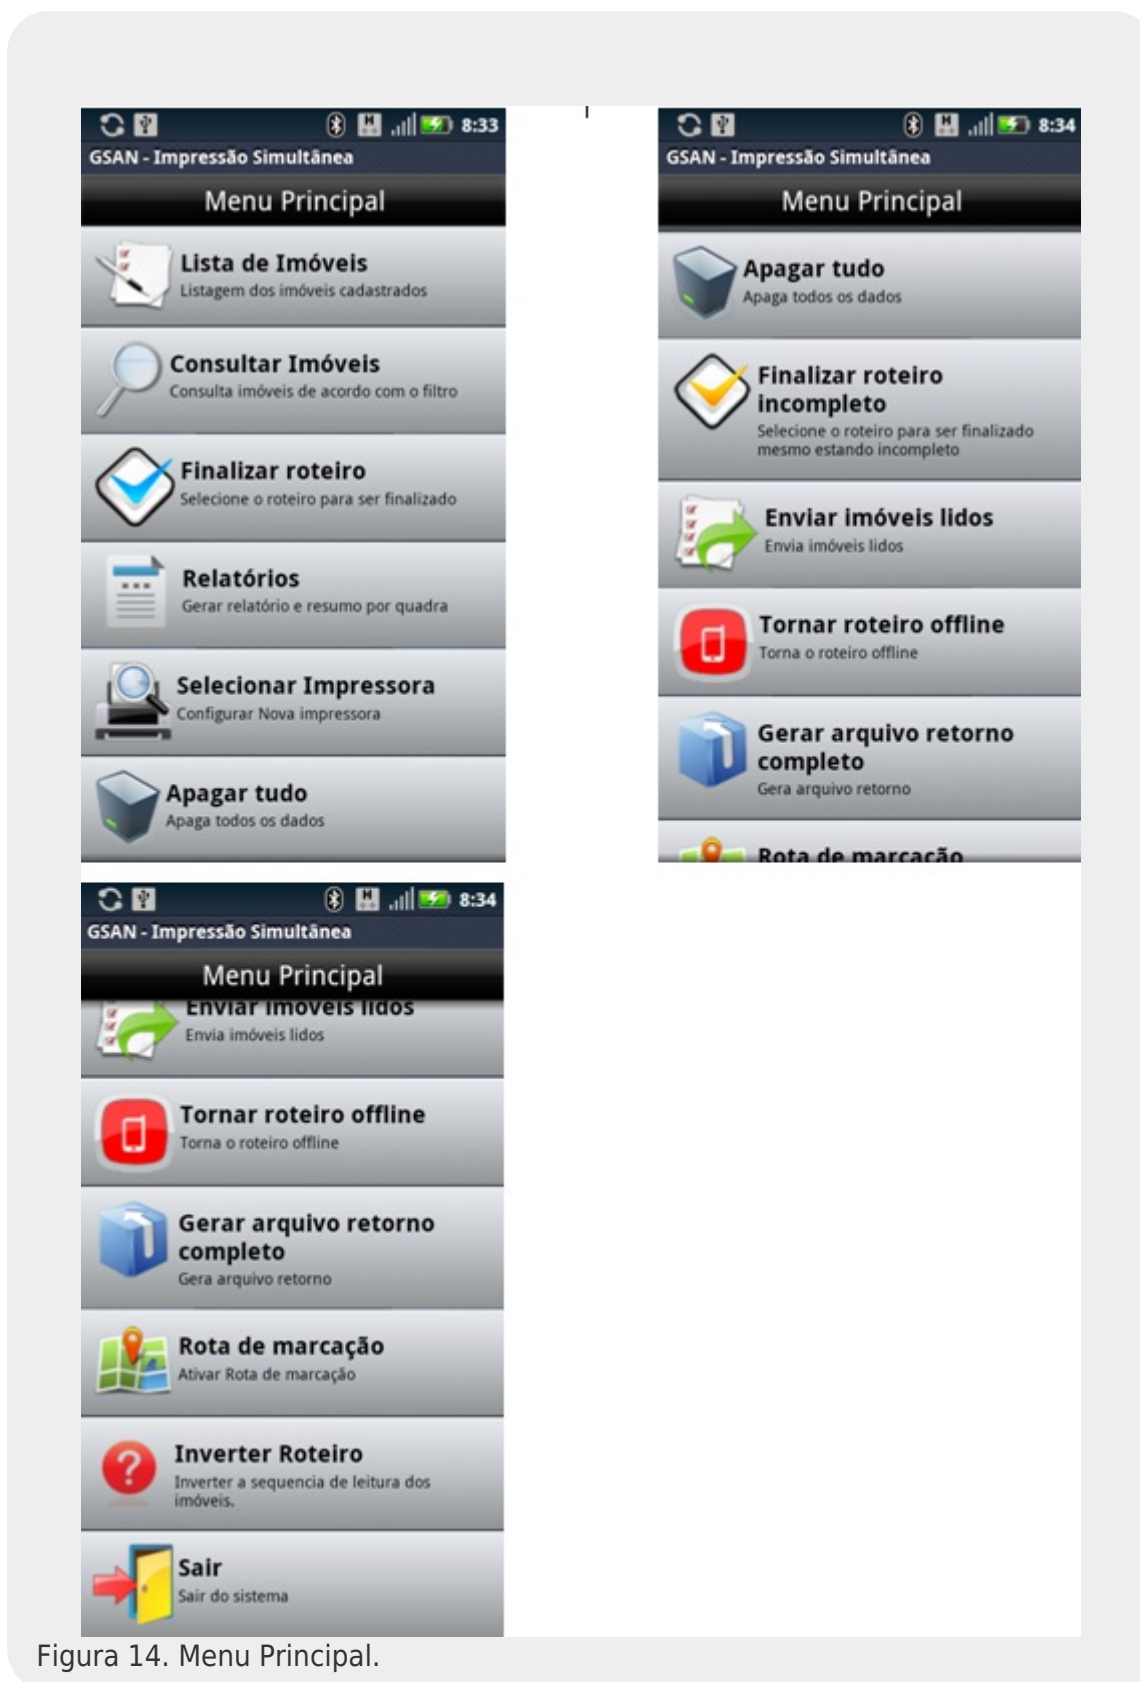 8:33
GSAN - Impressão Simultânea
Menu Principal
Lista de Imóveis
Listagem dos imóveis cadastrados
Consultar Imóveis
Consulta imóveis de acordo com o filtro
Finalizar roteiro
Selecione o roteiro para ser finalizado
Relatórios
Gerar relatório e resumo por quadra
Selecionar Impressora
Configurar Nova impressora
Apagar tudo
Apaga todos os dados
8:34
GSAN - Impressão Simultânea
Menu Principal
Apagar tudo
Apaga todos os dados
Finalizar roteiro
incompleto
Selecione o roteiro para ser finalizado
mesmo estando incompleto
Enviar imóveis lidos
Envia imóveis lidos
Tornar roteiro offline
Torna o roteiro offline
Gerar arquivo retorno
completo
Gera arquivo retorno
Rota de marcação
8:34
GSAN - Impressão Simultânea
Menu Principal
Enviar imóveis lidos
Envia imóveis lidos
Tornar roteiro offline
Torna o roteiro offline
Gerar arquivo retorno
completo
Gera arquivo retorno
Rota de marcação
Ativar Rota de marcação
Inverter Roteiro
Inverter a sequencia de leitura dos
imóveis.
Sair
Sair do sistema
Figura 14. Menu Principal.